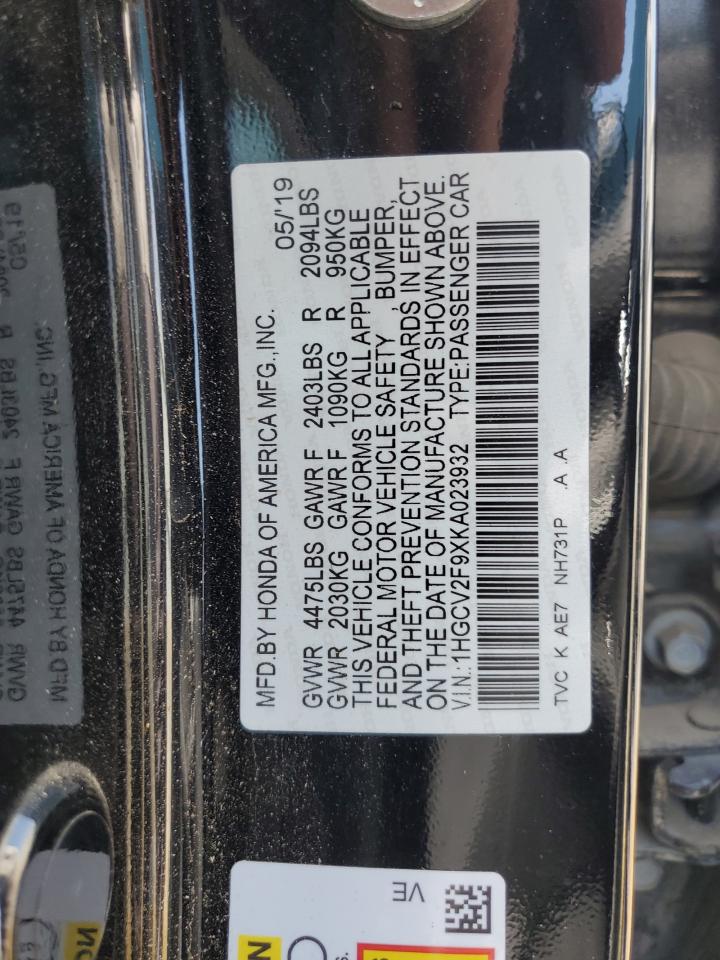 MFD.BY HONDA OF AMERICA MFG.,INC. 05/'19
GVWR 4475LBS GAWR F 2403LBS R 2094LBS
GVWR 2030KG GAWR F 1090KG R 950KG
THIS VEHICLE CONFORMS TO ALL APPLICABLE
FEDERAL MOTOR VEHICLE SAFETY , BUMPER,
AND THEFT PREVENTION STANDARDS IN EFFECT
ON THE DATE OF MANUFACTURE SHOWN ABOVE.
V.I.N.:1HGCV2F9XKA023932 TYPE:PASSENGER CAR
TVC K AE7 NH731P .A .A
VE